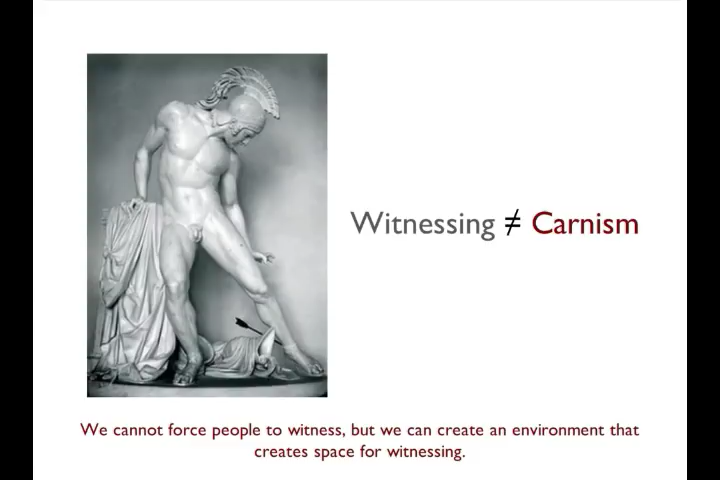 Witnessing ≠ Carnism
We cannot force people to witness, but we can create an environment that
creates space for witnessing.